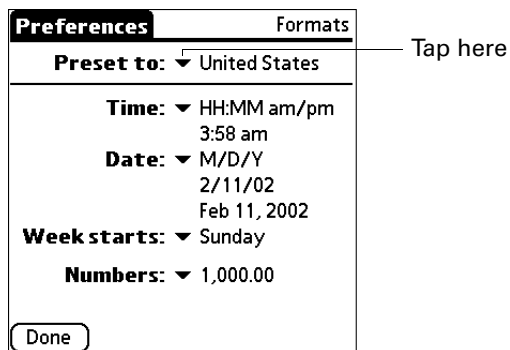 Preferences Formats
Preset to: United States Tap here
Time: HH:MM am/pm
3:58 am
Date: M/D/Y
2/11/02
Feb 11, 2002
Week starts: Sunday
Numbers: 1,000.00
Done